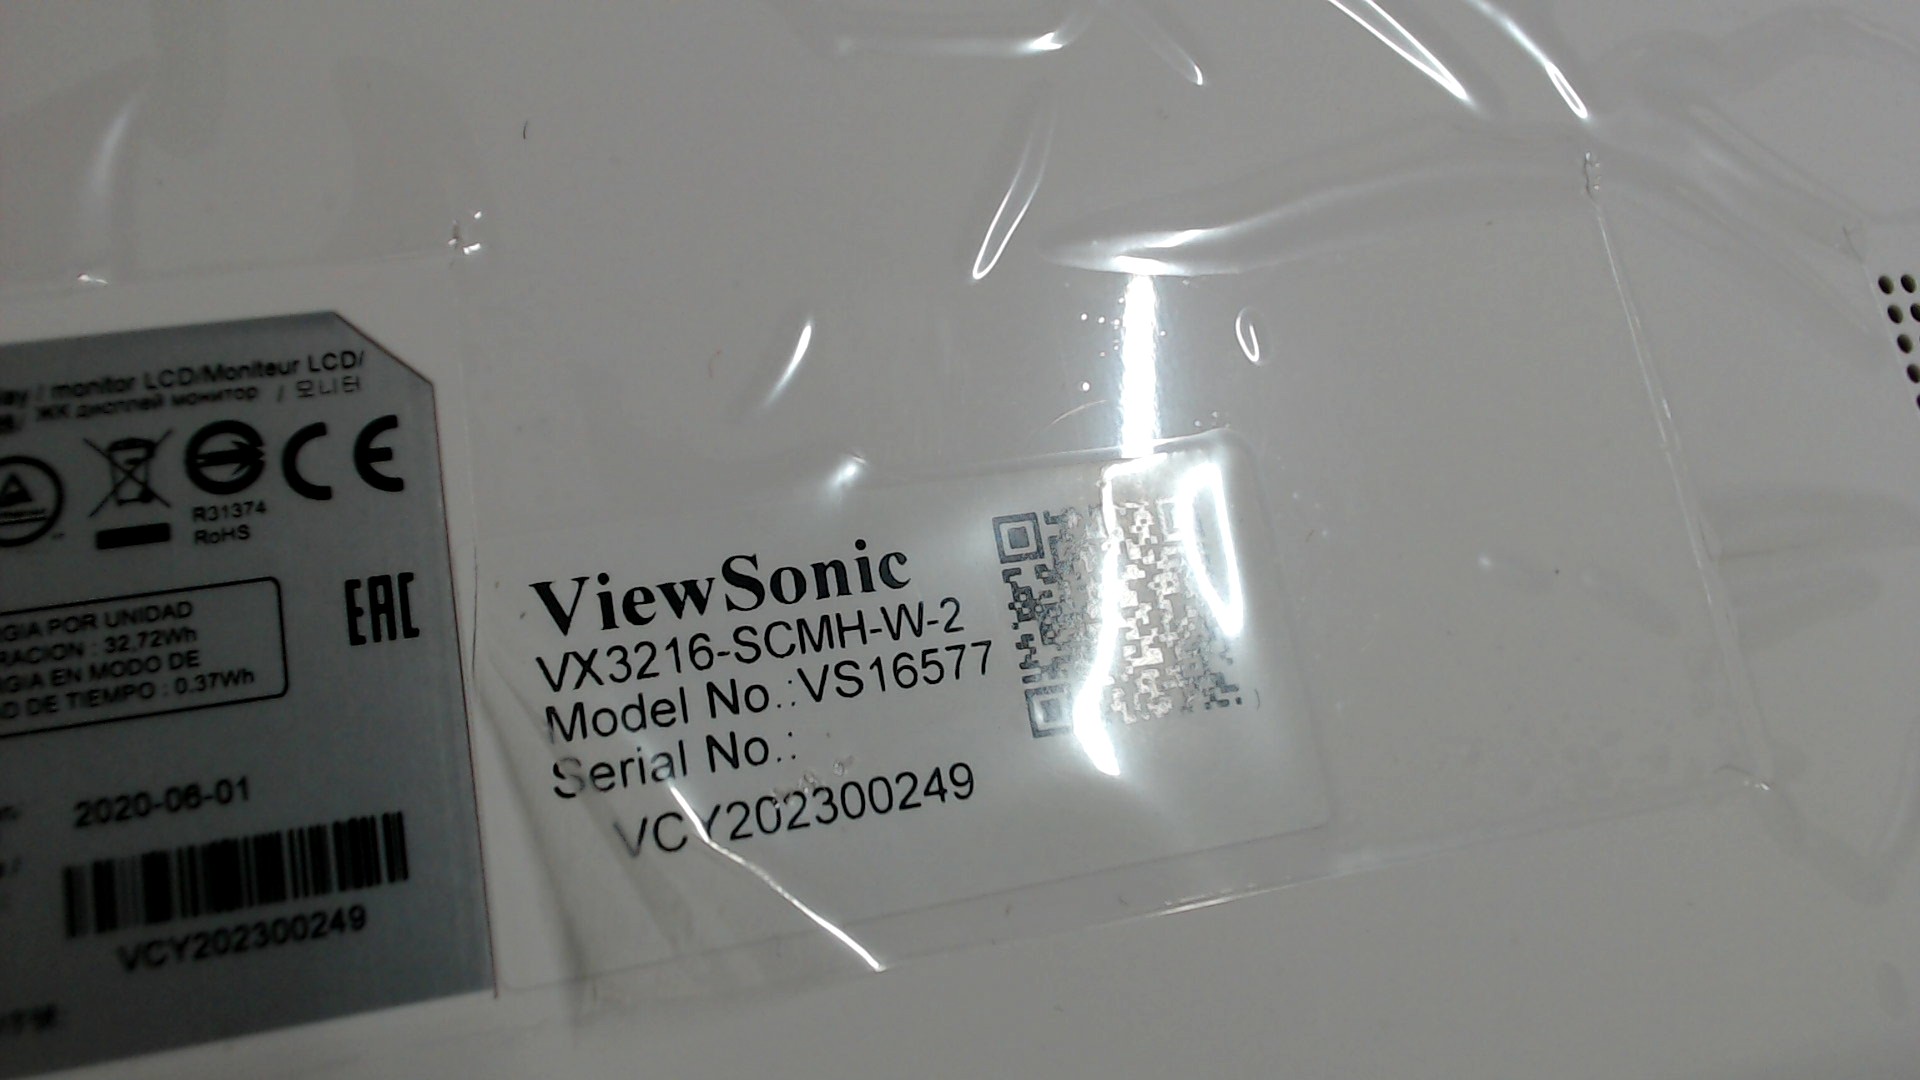 lay / monitor LCD/Moniteur LCD/
ЖК дисплей монитор / 모니터
CE
R31374
RoHS
EAC
GIA POR UNIDAD
RACION : 32,72Wh
GIA EN MODO DE
O DE TIEMPO : 0.37Wh
2020-06-01
VCY202300249
ViewSonic
VX3216-SCMH-W-2
Model No.:VS16577
Serial No.:
VCY202300249